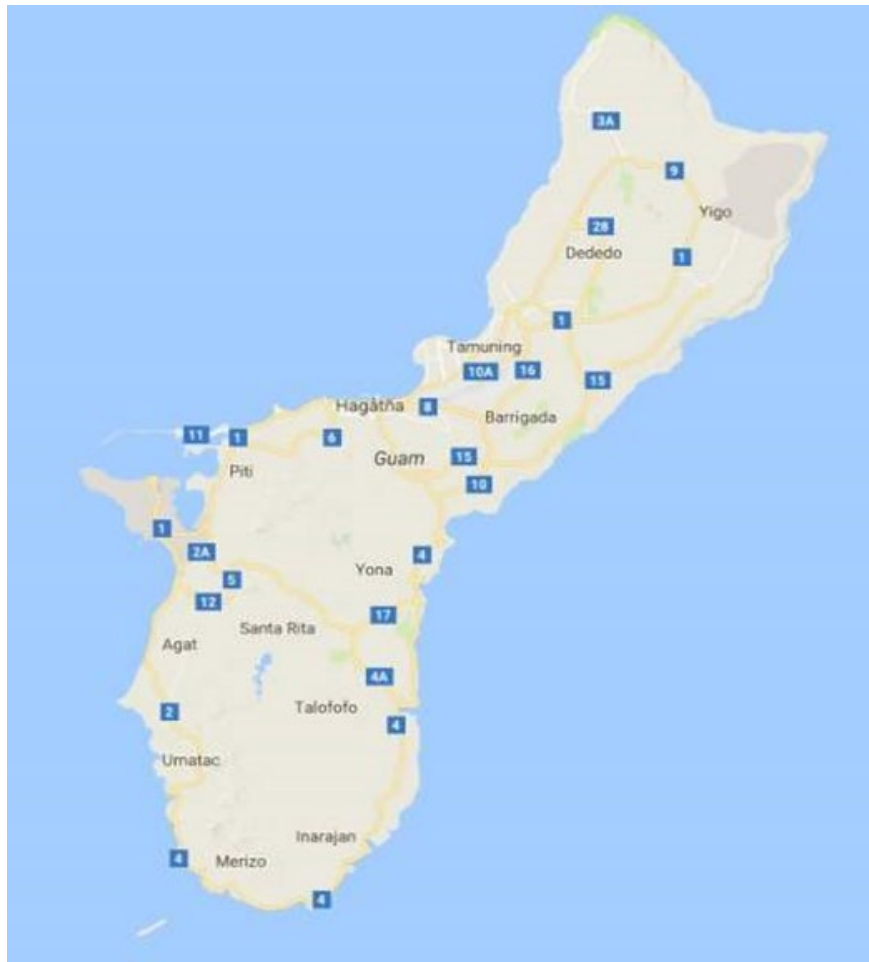 3A
9
Yigo
28
Dededo
1
1
Tamuning
10A
16
15
Hagåtña
8
Barrigada
11
1
6
Guam
15
Piti
10
1
2A
4
Yona
5
12
17
Santa Rita
Agat
4A
Talofofo
2
4
Umatac
Inarajan
4
Merizo
4